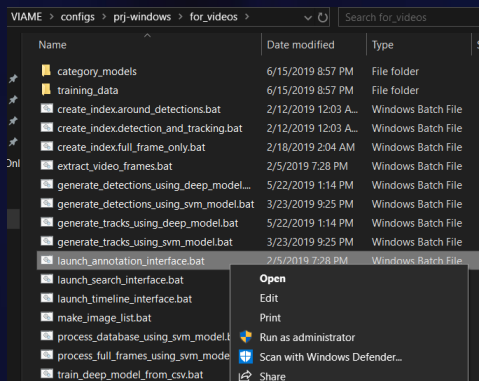 VIAME > configs > prj-windows > for_videos >
Search for_videos
Name Date modified Type
category_models 6/15/2019 8:57 PM File folder
training_data 6/15/2019 8:57 PM File folder
create_index.around_detections.bat 2/12/2019 12:03 A... Windows Batch File
create_index.detection_and_tracking.bat 2/12/2019 12:03 A... Windows Batch File
create_index.full_frame_only.bat 2/18/2019 2:04 AM Windows Batch File
extract_video_frames.bat 2/5/2019 7:28 PM Windows Batch File
generate_detections_using_deep_model.... 5/22/2019 1:14 PM Windows Batch File
generate_detections_using_svm_model.bat 3/23/2019 9:25 PM Windows Batch File
generate_tracks_using_deep_model.bat 5/22/2019 1:14 PM Windows Batch File
generate_tracks_using_svm_model.bat 3/23/2019 9:25 PM Windows Batch File
launch_annotation_interface.bat 2/5/2019 7:28 PM Windows Batch File
launch_search_interface.bat
launch_timeline_interface.bat
make_image_list.bat
process_database_using_svm_model.b
process_full_frames_using_svm_mode
train_deep_model_from_csv.bat
Onl
Open
Edit
Print
Run as administrator
Scan with Windows Defender...
Share